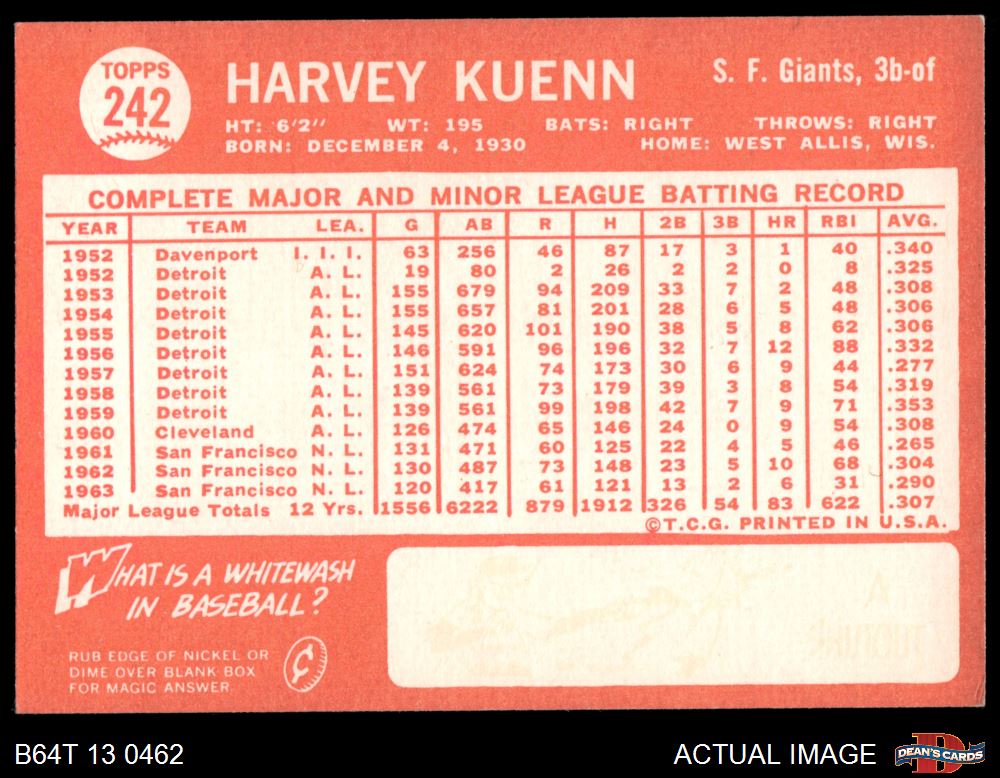 TOPPS
242
HARVEY KUENN
S. F. Giants, 3b-of
HT: 6'2" WT: 195 BATS: RIGHT THROWS: RIGHT
BORN: DECEMBER 4, 1930 HOME: WEST ALLIS, WIS.
COMPLETE MAJOR AND MINOR LEAGUE BATTING RECORD
YEAR TEAM LEA. G AB R H 2B 3B HR RBI AVG.
1952 Davenport I. I. I. 63 256 46 87 17 3 1 40 .340
1952 Detroit A. L. 19 80 2 26 2 2 0 8 .325
1953 Detroit A. L. 155 679 94 209 33 7 2 48 .308
1954 Detroit A. L. 155 657 81 201 28 6 5 48 .306
1955 Detroit A. L. 145 620 101 190 38 5 8 62 .306
1956 Detroit A. L. 146 591 96 196 32 7 12 88 .332
1957 Detroit A. L. 151 624 74 173 30 6 9 44 .277
1958 Detroit A. L. 139 561 73 179 39 3 8 54 .319
1959 Detroit A. L. 139 561 99 198 42 7 9 71 .353
1960 Cleveland A. L. 126 474 65 146 24 0 9 54 .308
1961 San Francisco N. L. 131 471 60 125 22 4 5 46 .265
1962 San Francisco N. L. 130 487 73 148 23 5 10 68 .304
1963 San Francisco N. L. 120 417 61 121 13 2 6 31 .290
Major League Totals 12 Yrs. 1556 6222 879 1912 326 54 83 622 .307
©T.C.G. PRINTED IN U.S.A.
WHAT IS A WHITEWASH
IN BASEBALL?
RUB EDGE OF NICKEL OR
DIME OVER BLANK BOX
FOR MAGIC ANSWER
¢
B64T 13 0462
ACTUAL IMAGE
D
DEAN'S CARDS